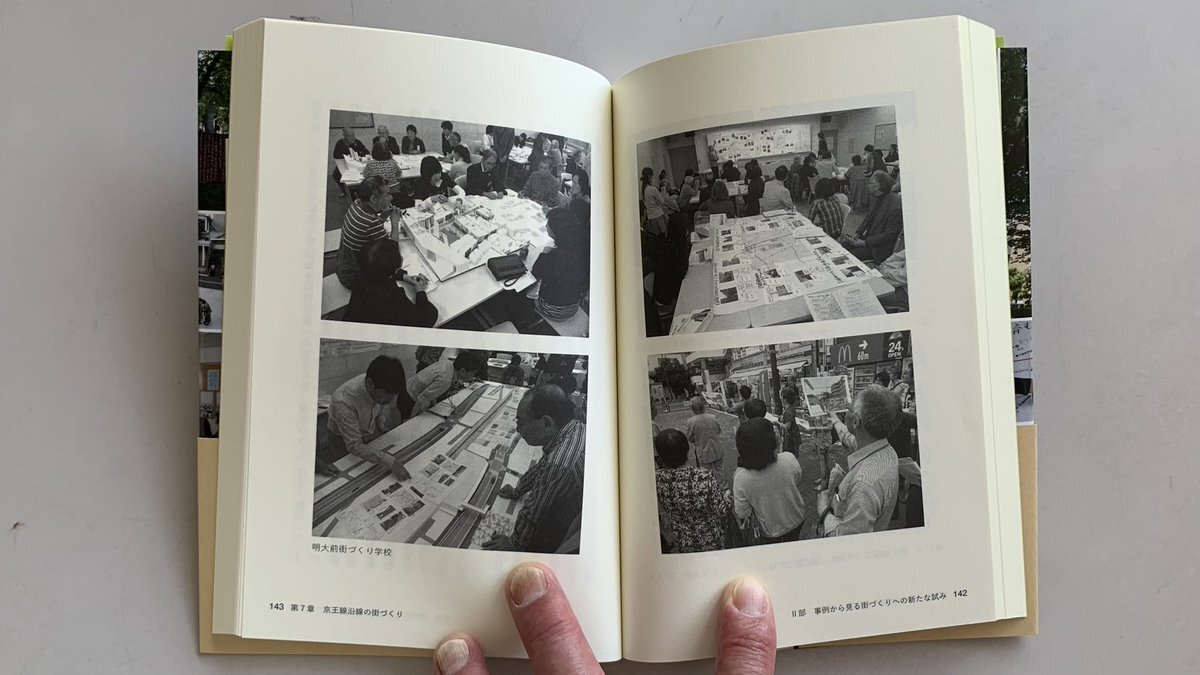 →
60m
24h
OPEN
Ⅱ部 事例から見る街づくりへの新たな試み 142
明大前街づくり学校
143 第7章 京王線沿線の街づくり